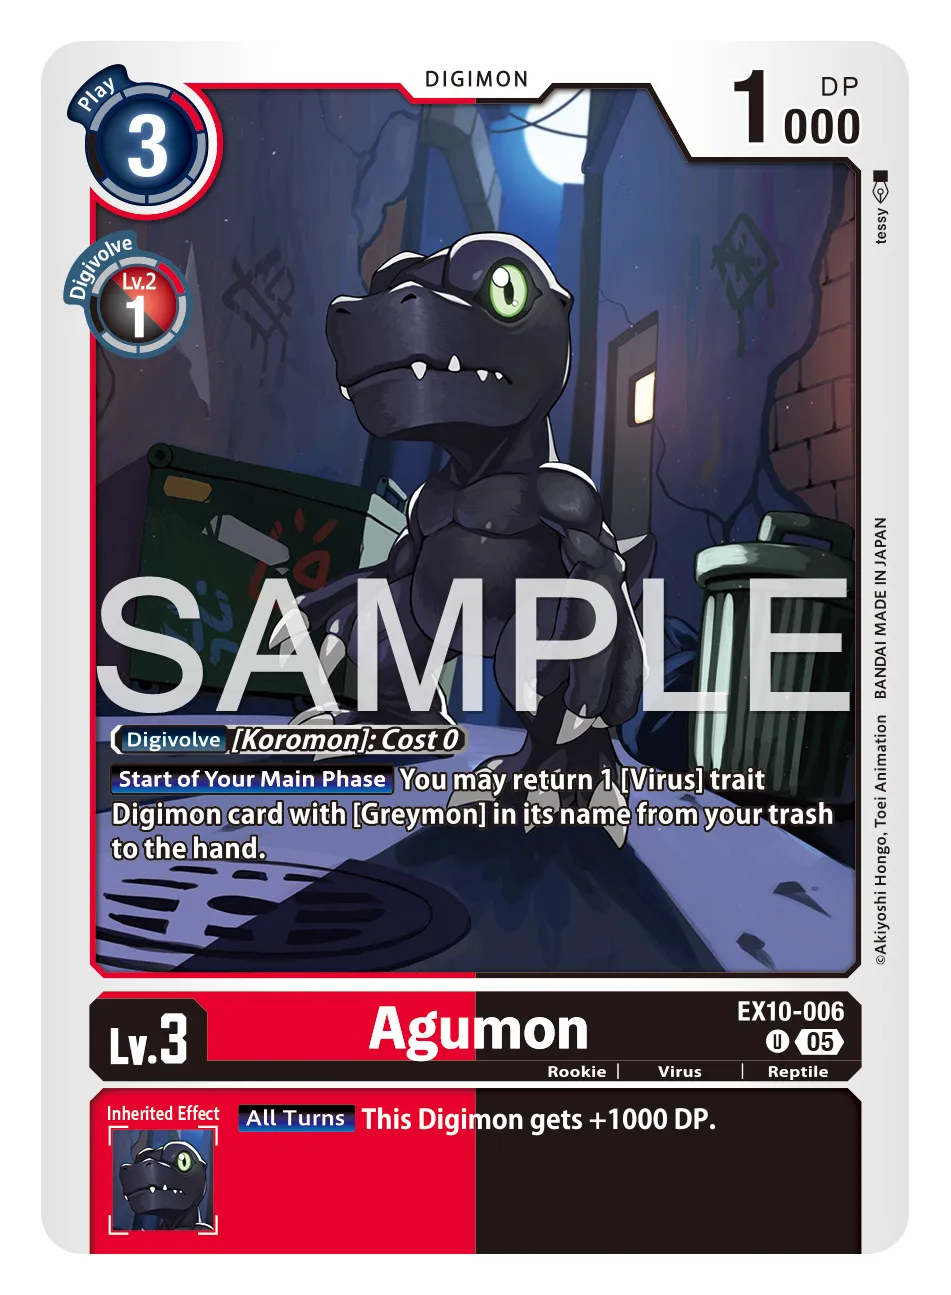 DIGIMON
Play
3
1000
DP
Digivolve
Lv.2
1
tessy
SAMPLE
Digivolve [Koromon]: Cost 0
Start of Your Main Phase You may return 1 [Virus] trait
Digimon card with [Greymon] in its name from your trash
to the hand.
©Akiyoshi Hongo, Toei Animation BANDAI MADE IN JAPAN
Lv.3
Agumon
EX10-006
U 05
Rookie | Virus | Reptile
Inherited Effect
All Turns This Digimon gets +1000 DP.